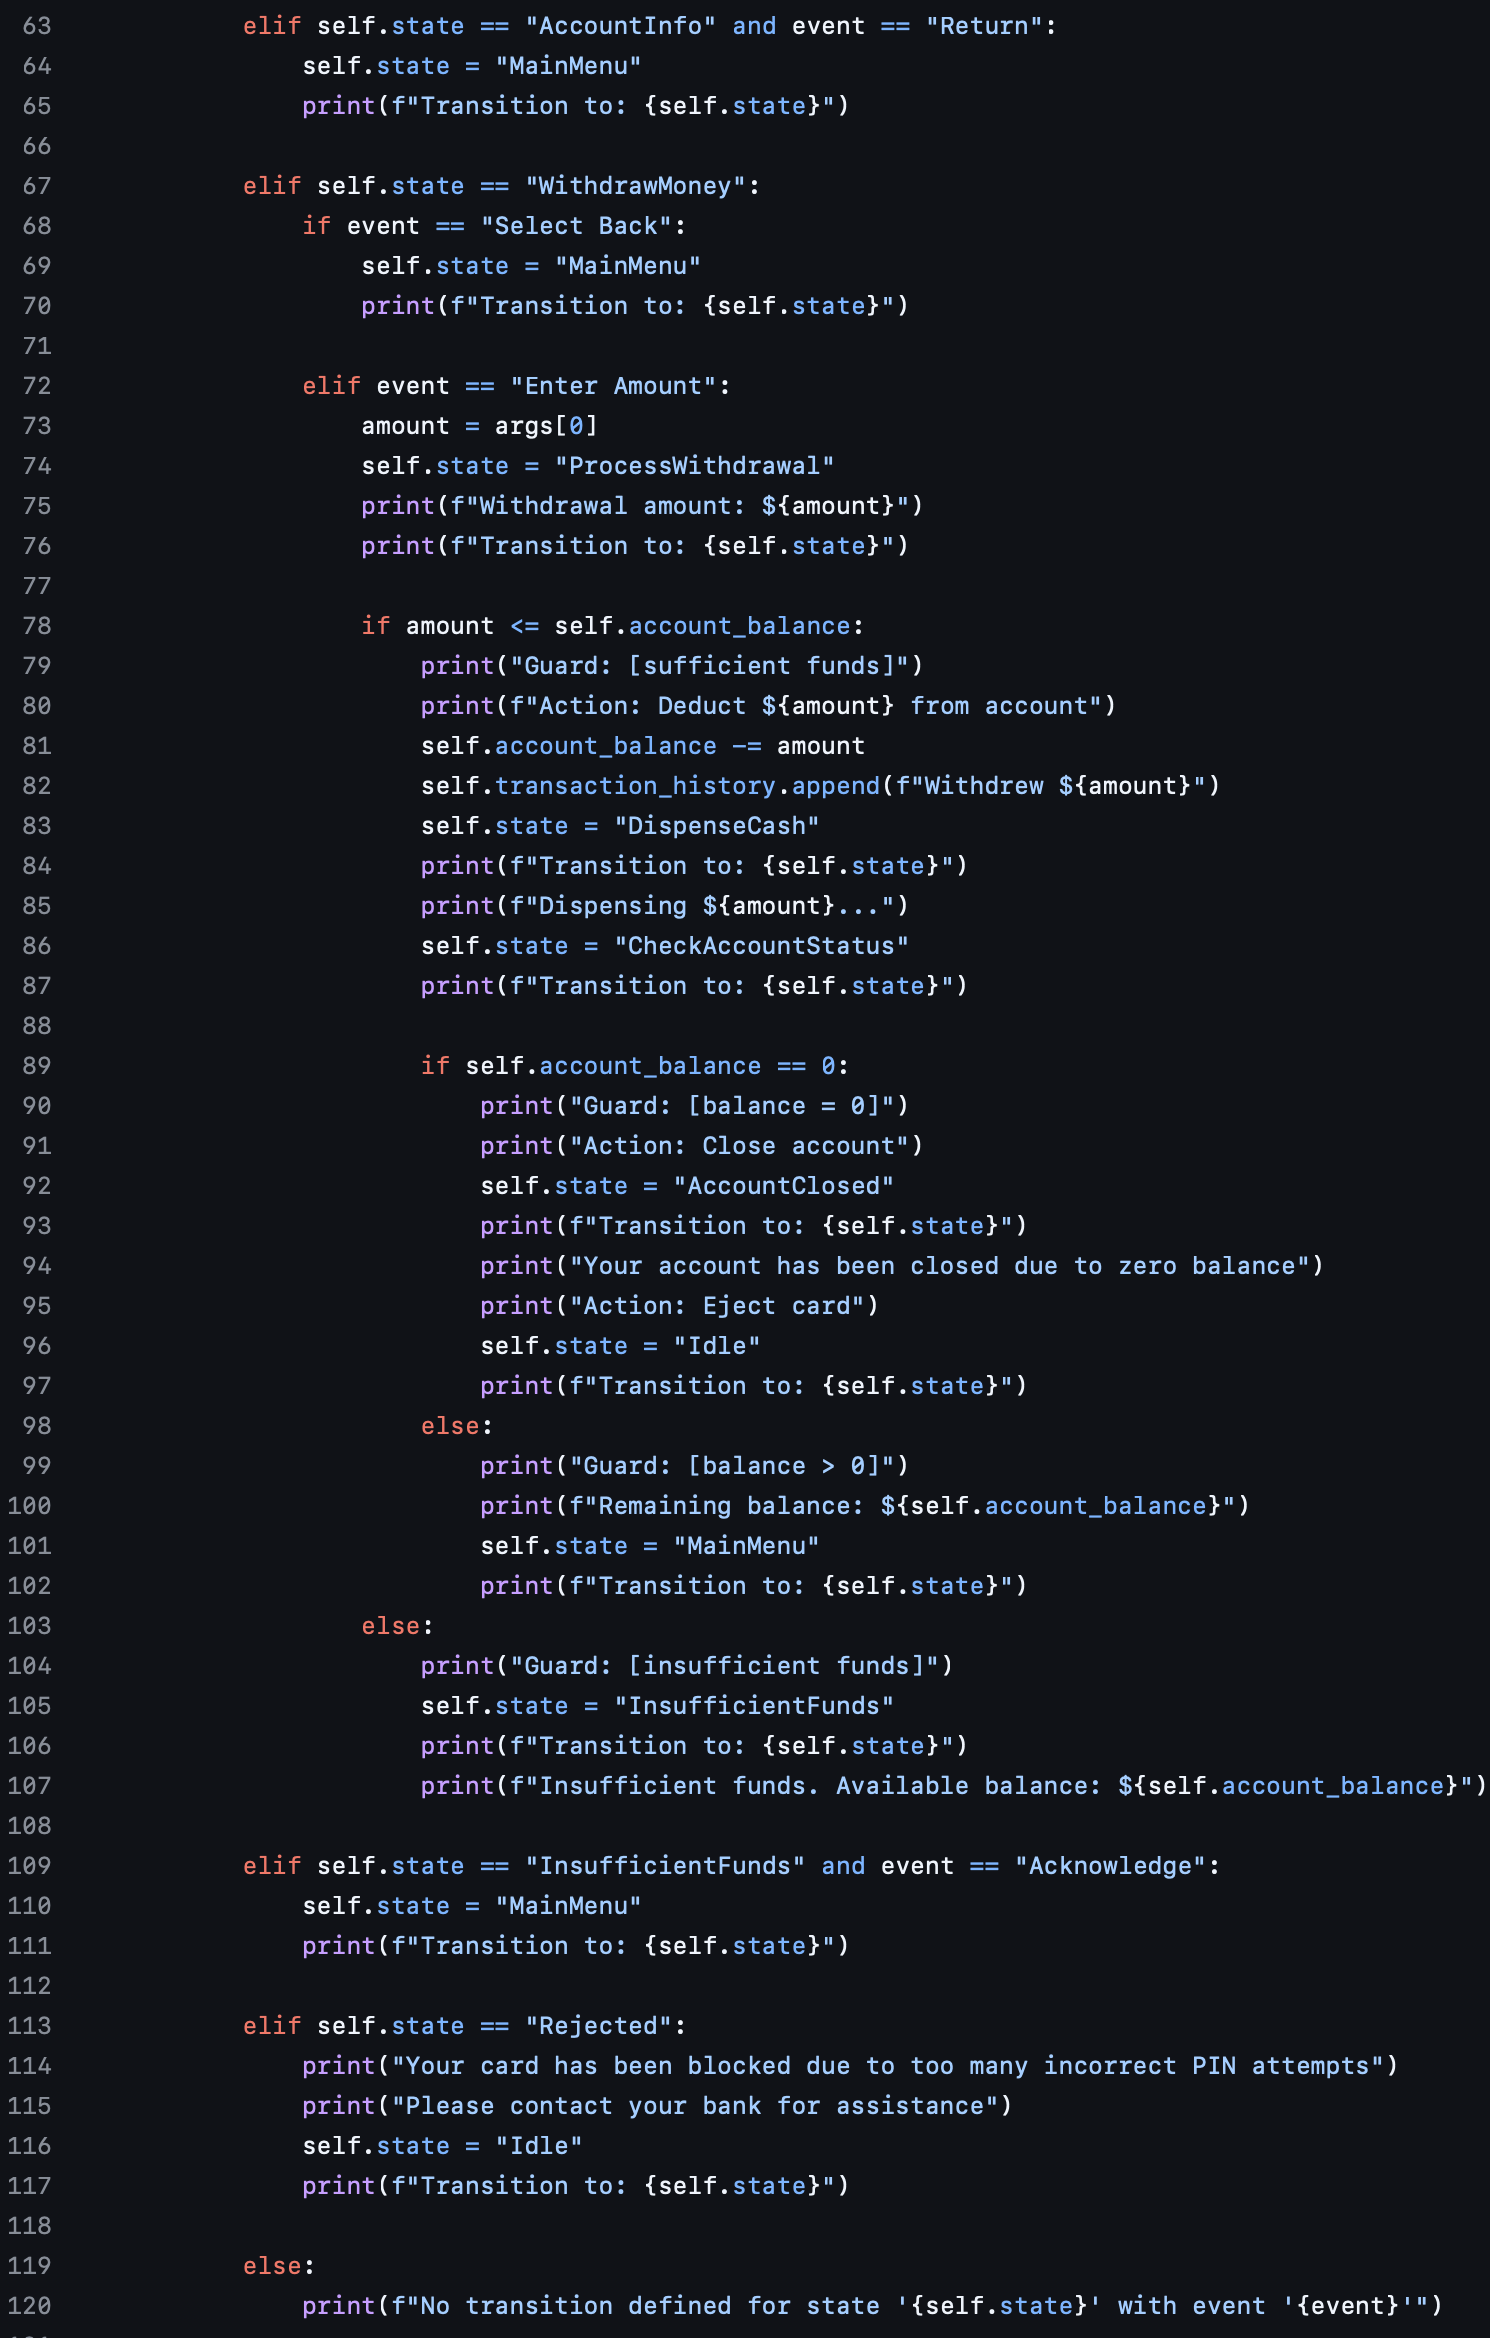 63 elif self.state == "AccountInfo" and event == "Return":
64 self.state = "MainMenu"
65 print(f"Transition to: {self.state}")
66
67 elif self.state == "WithdrawMoney":
68 if event == "Select Back":
69 self.state = "MainMenu"
70 print(f"Transition to: {self.state}")
71
72 elif event == "Enter Amount":
73 amount = args[0]
74 self.state = "ProcessWithdrawal"
75 print(f"Withdrawal amount: ${amount}")
76 print(f"Transition to: {self.state}")
77
78 if amount <= self.account_balance:
79 print("Guard: [sufficient funds]")
80 print(f"Action: Deduct ${amount} from account")
81 self.account_balance -= amount
82 self.transaction_history.append(f"Withdrew ${amount}")
83 self.state = "DispenseCash"
84 print(f"Transition to: {self.state}")
85 print(f"Dispensing ${amount}...")
86 self.state = "CheckAccountStatus"
87 print(f"Transition to: {self.state}")
88
89 if self.account_balance == 0:
90 print("Guard: [balance = 0]")
91 print("Action: Close account")
92 self.state = "AccountClosed"
93 print(f"Transition to: {self.state}")
94 print("Your account has been closed due to zero balance")
95 print("Action: Eject card")
96 self.state = "Idle"
97 print(f"Transition to: {self.state}")
98 else:
99 print("Guard: [balance > 0]")
100 print(f"Remaining balance: ${self.account_balance}")
101 self.state = "MainMenu"
102 print(f"Transition to: {self.state}")
103 else:
104 print("Guard: [insufficient funds]")
105 self.state = "InsufficientFunds"
106 print(f"Transition to: {self.state}")
107 print(f"Insufficient funds. Available balance: ${self.account_balance}")
108
109 elif self.state == "InsufficientFunds" and event == "Acknowledge":
110 self.state = "MainMenu"
111 print(f"Transition to: {self.state}")
112
113 elif self.state == "Rejected":
114 print("Your card has been blocked due to too many incorrect PIN attempts")
115 print("Please contact your bank for assistance")
116 self.state = "Idle"
117 print(f"Transition to: {self.state}")
118
119 else:
120 print(f"No transition defined for state '{self.state}' with event '{event}'")